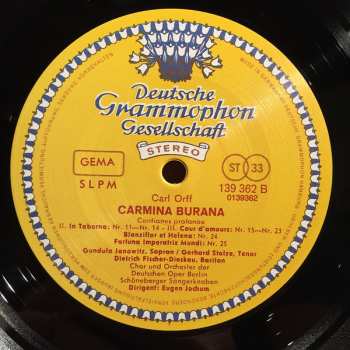 Deutsche
Grammophon
Gesellschaft
STEREO
GEMA
SLPM
ST 33
139 362 B
0139362
Carl Orff
CARMINA BURANA
Cantiones profanae
II. In Taberna: Nr. 11—Nr. 14 - III. Cour d'amours: Nr. 15—Nr. 23
Blanziflor et Helena: Nr. 24
Fortuna Imperatrix Mundi: Nr. 25
Gundula Janowitz, Sopran / Gerhard Stolze, Tenor
Dietrich Fischer-Dieskau, Bariton
Chor und Orchester der
Deutschen Oper Berlin
Schöneberger Sängerknaben
Dirigent: Eugen Jochum